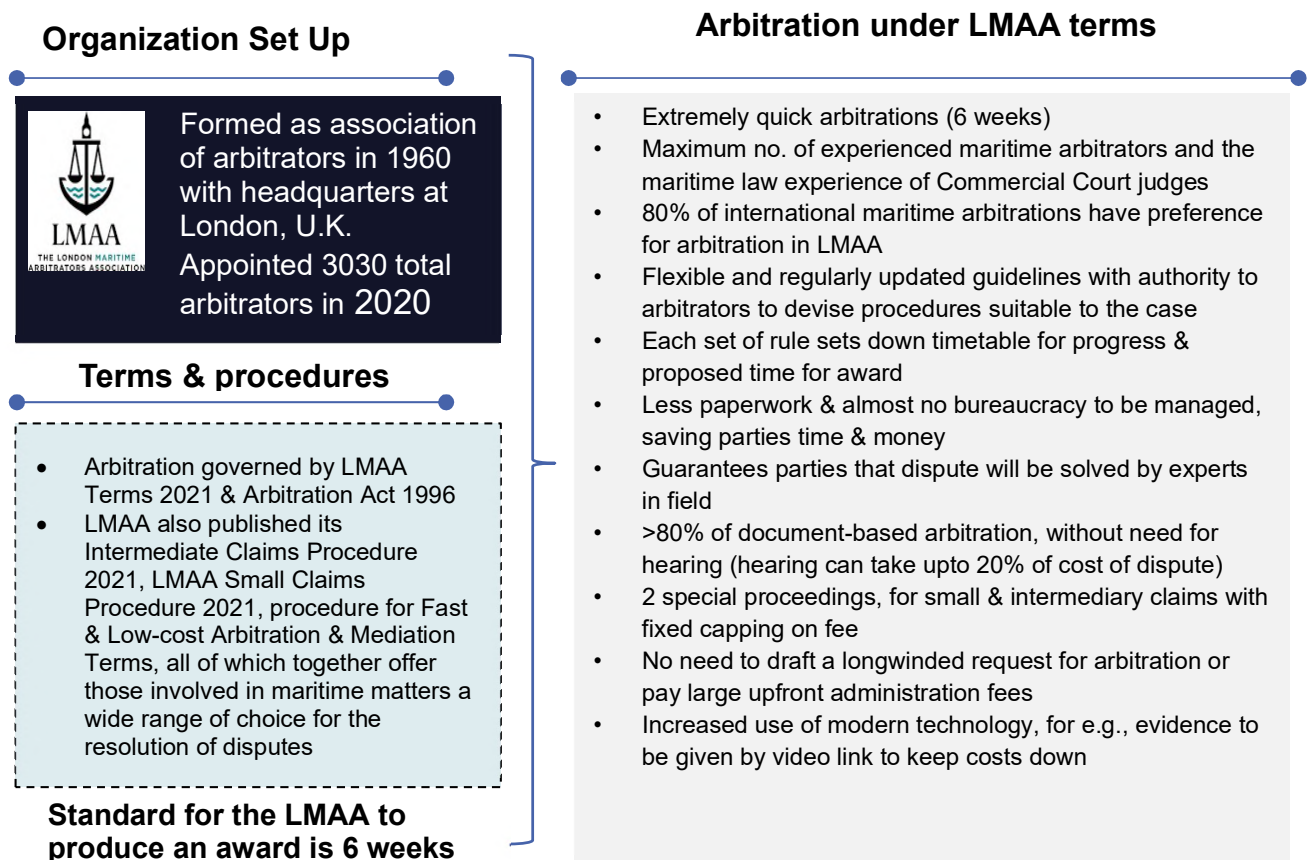 Organization Set Up
LMAA
THE LONDON MARITIME
ARBITRATORS ASSOCIATION
Formed as association
of arbitrators in 1960
with headquarters at
London, U.K.
Appointed 3030 total
arbitrators in 2020
Terms & procedures
• Arbitration governed by LMAA
Terms 2021 & Arbitration Act 1996
• LMAA also published its
Intermediate Claims Procedure
2021, LMAA Small Claims
Procedure 2021, procedure for Fast
& Low-cost Arbitration & Mediation
Terms, all of which together offer
those involved in maritime matters a
wide range of choice for the
resolution of disputes
Standard for the LMAA to
produce an award is 6 weeks
Arbitration under LMAA terms
• Extremely quick arbitrations (6 weeks)
• Maximum no. of experienced maritime arbitrators and the
maritime law experience of Commercial Court judges
• 80% of international maritime arbitrations have preference
for arbitration in LMAA
• Flexible and regularly updated guidelines with authority to
arbitrators to devise procedures suitable to the case
• Each set of rule sets down timetable for progress &
proposed time for award
• Less paperwork & almost no bureaucracy to be managed,
saving parties time & money
• Guarantees parties that dispute will be solved by experts
in field
• >80% of document-based arbitration, without need for
hearing (hearing can take upto 20% of cost of dispute)
• 2 special proceedings, for small & intermediary claims with
fixed capping on fee
• No need to draft a longwinded request for arbitration or
pay large upfront administration fees
• Increased use of modern technology, for e.g., evidence to
be given by video link to keep costs down